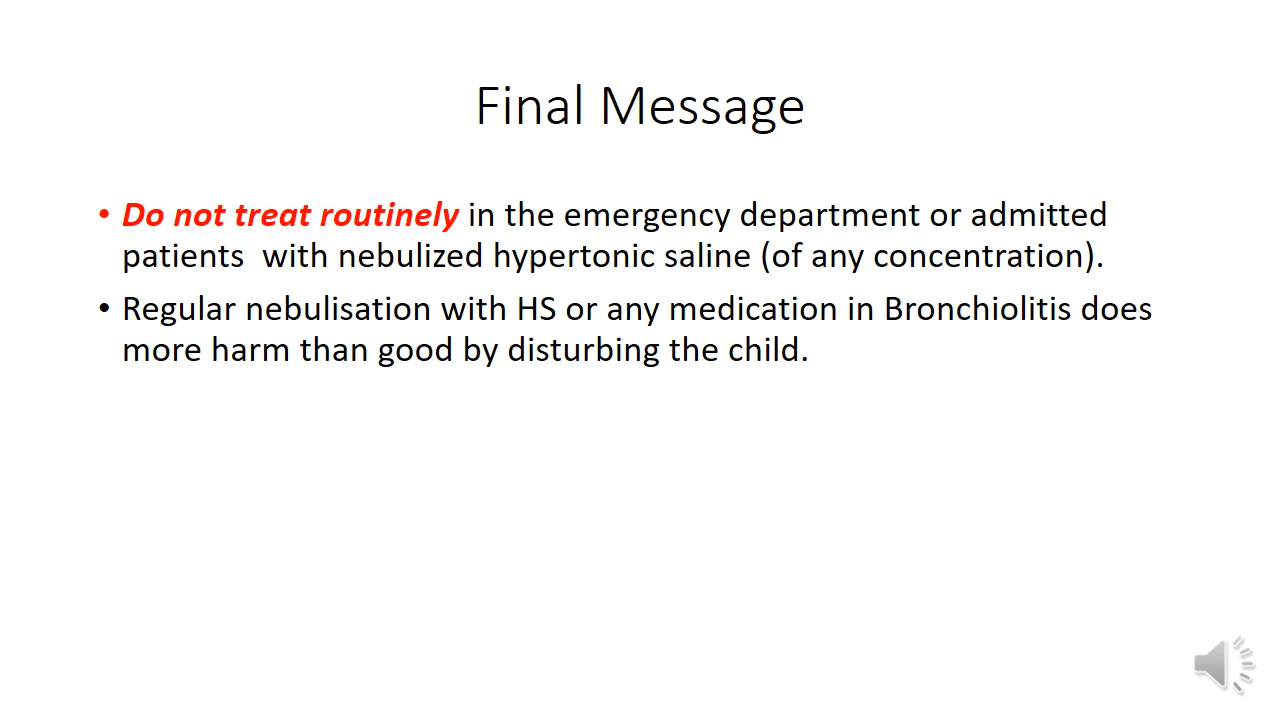 Final Message
• Do not treat routinely in the emergency department or admitted
patients  with nebulized hypertonic saline (of any concentration).
• Regular nebulisation with HS or any medication in Bronchiolitis does
more harm than good by disturbing the child.